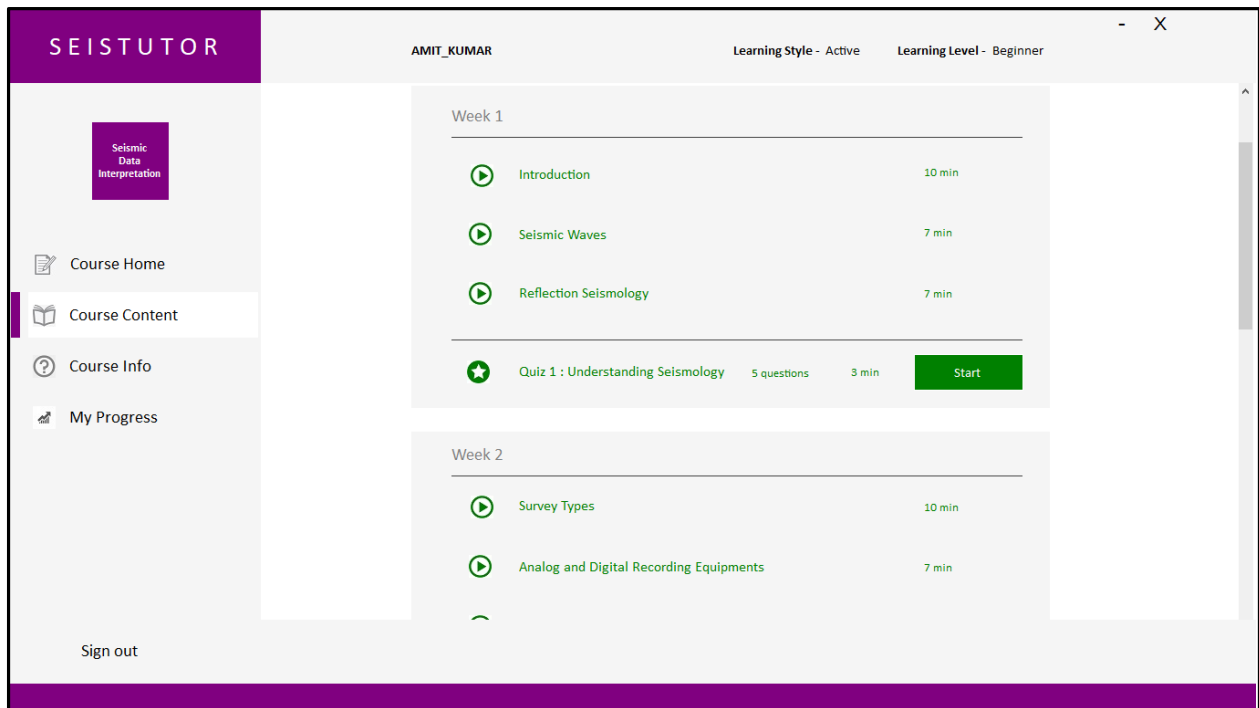 SEISTUTOR
- X
AMIT_KUMAR Learning Style - Active Learning Level - Beginner
Seismic
Data
Interpretation
Course Home
Course Content
Course Info
My Progress
Sign out
Week 1
Introduction 10 min
Seismic Waves 7 min
Reflection Seismology 7 min
Quiz 1 : Understanding Seismology 5 questions 3 min Start
Week 2
Survey Types 10 min
Analog and Digital Recording Equipments 7 min